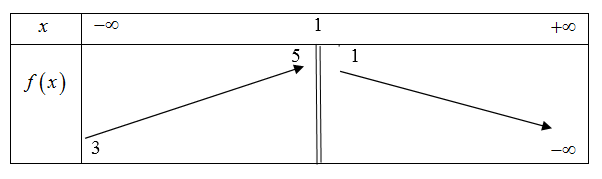 x −∞ 1 +∞
5 1
f(x)
3 −∞